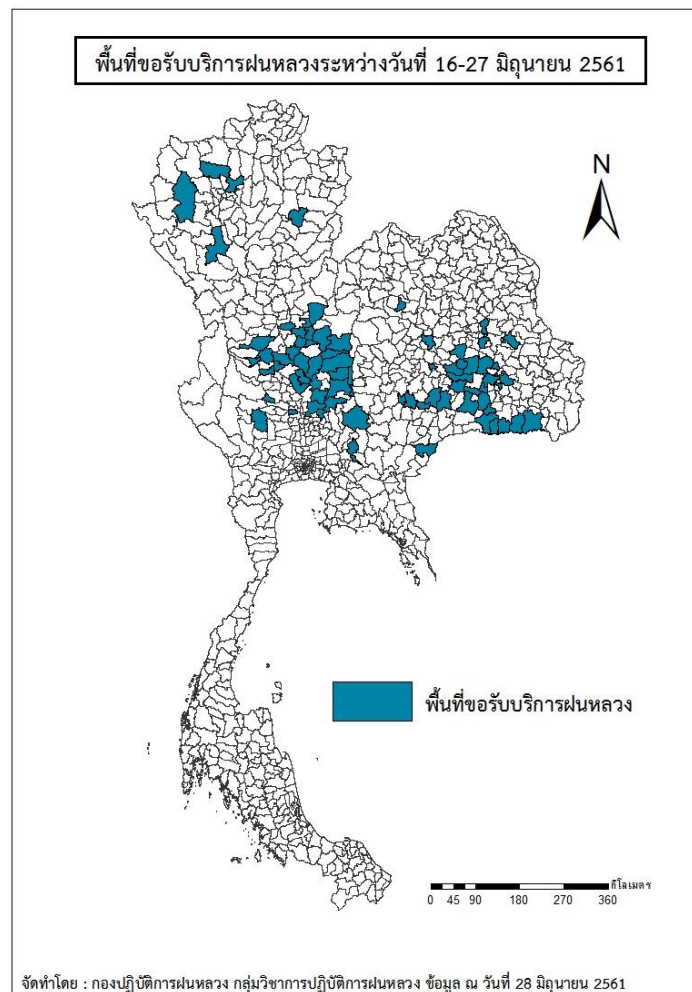 พื้นที่ขอรับบริการฝนหลวงระหว่างวันที่ 16-27 มิถุนายน 2561
N
พื้นที่ขอรับบริการฝนหลวง
กิโลเมตร
0 45 90 180 270 360
จัดทำโดย : กองปฏิบัติการฝนหลวง กลุ่มวิชาการปฏิบัติการฝนหลวง ข้อมูล ณ วันที่ 28 มิถุนายน 2561